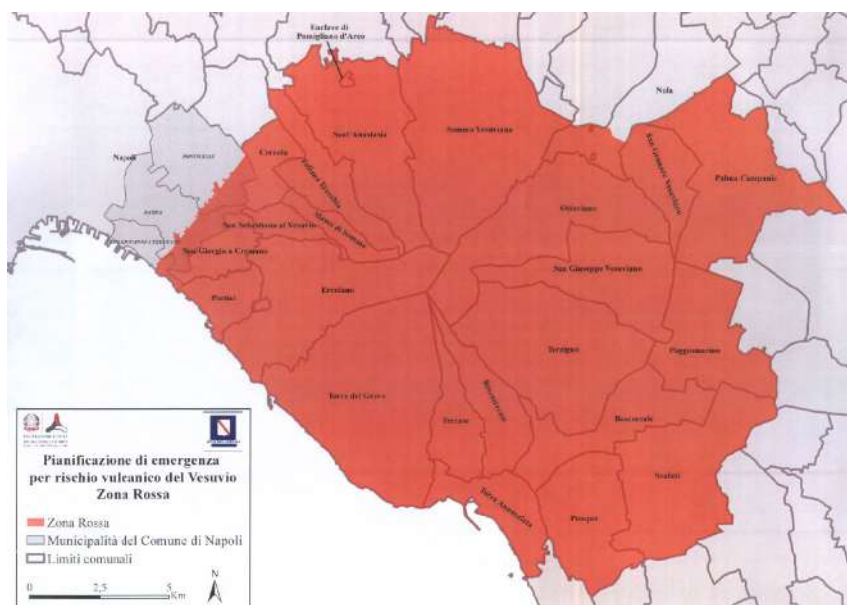 Enclave di
Pomigliano d'Arco
Nola
Sant'Anastasia
Somma Vesuviana
San Gennaro Vesuviano
Palma Campania
Napoli
PONTICELLI
Cercola
Pollena Trocchia
Ottaviano
BARRA
San Sebastiano al Vesuvio
Massa di Somma
San Giorgio a Cremano
San Giuseppe Vesuviano
Portici
Ercolano
Terzigno
Poggiomarino
Torre del Greco
Trecase
Boscotrecase
Boscoreale
Scafati
Torre Annunziata
Pompei
Pianificazione di emergenza
per rischio vulcanico del Vesuvio
Zona Rossa
Zona Rossa
Municipalità del Comune di Napoli
Limiti comunali
0 2,5 5
Km
N